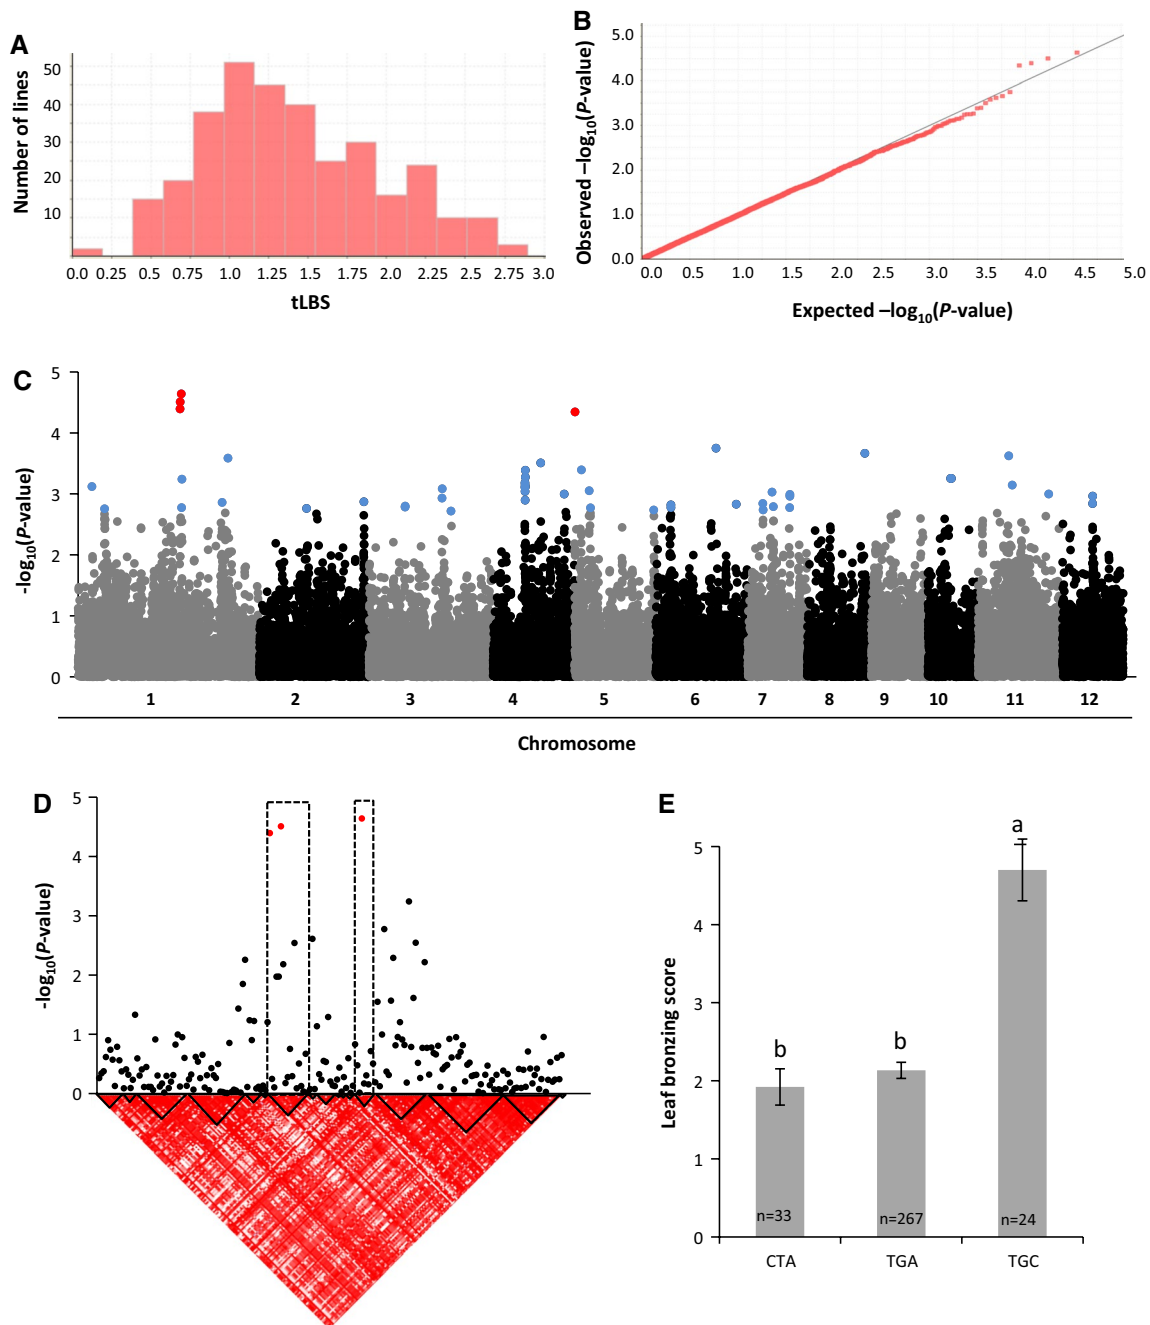 A
Number of lines
50
40
30
20
10
0.0 0.25 0.5 0.75 1.0 1.25 1.5 1.75 2.0 2.25 2.5 2.75 3.0
tLBS
B
Observed –log10(P-value)
5.0
4.0
3.0
2.0
1.0
0.0
0.0 0.5 1.0 1.5 2.0 2.5 3.0 3.5 4.0 4.5 5.0
Expected –log10(P-value)
C
-log10(P-value)
5
4
3
2
1
0
1 2 3 4 5 6 7 8 9 10 11 12
Chromosome
D
-log10(P-value)
5
4
3
2
1
0
E
Leaf bronzing score
5
4
3
2
1
0
b b a
n=33 n=267 n=24
CTA TGA TGC